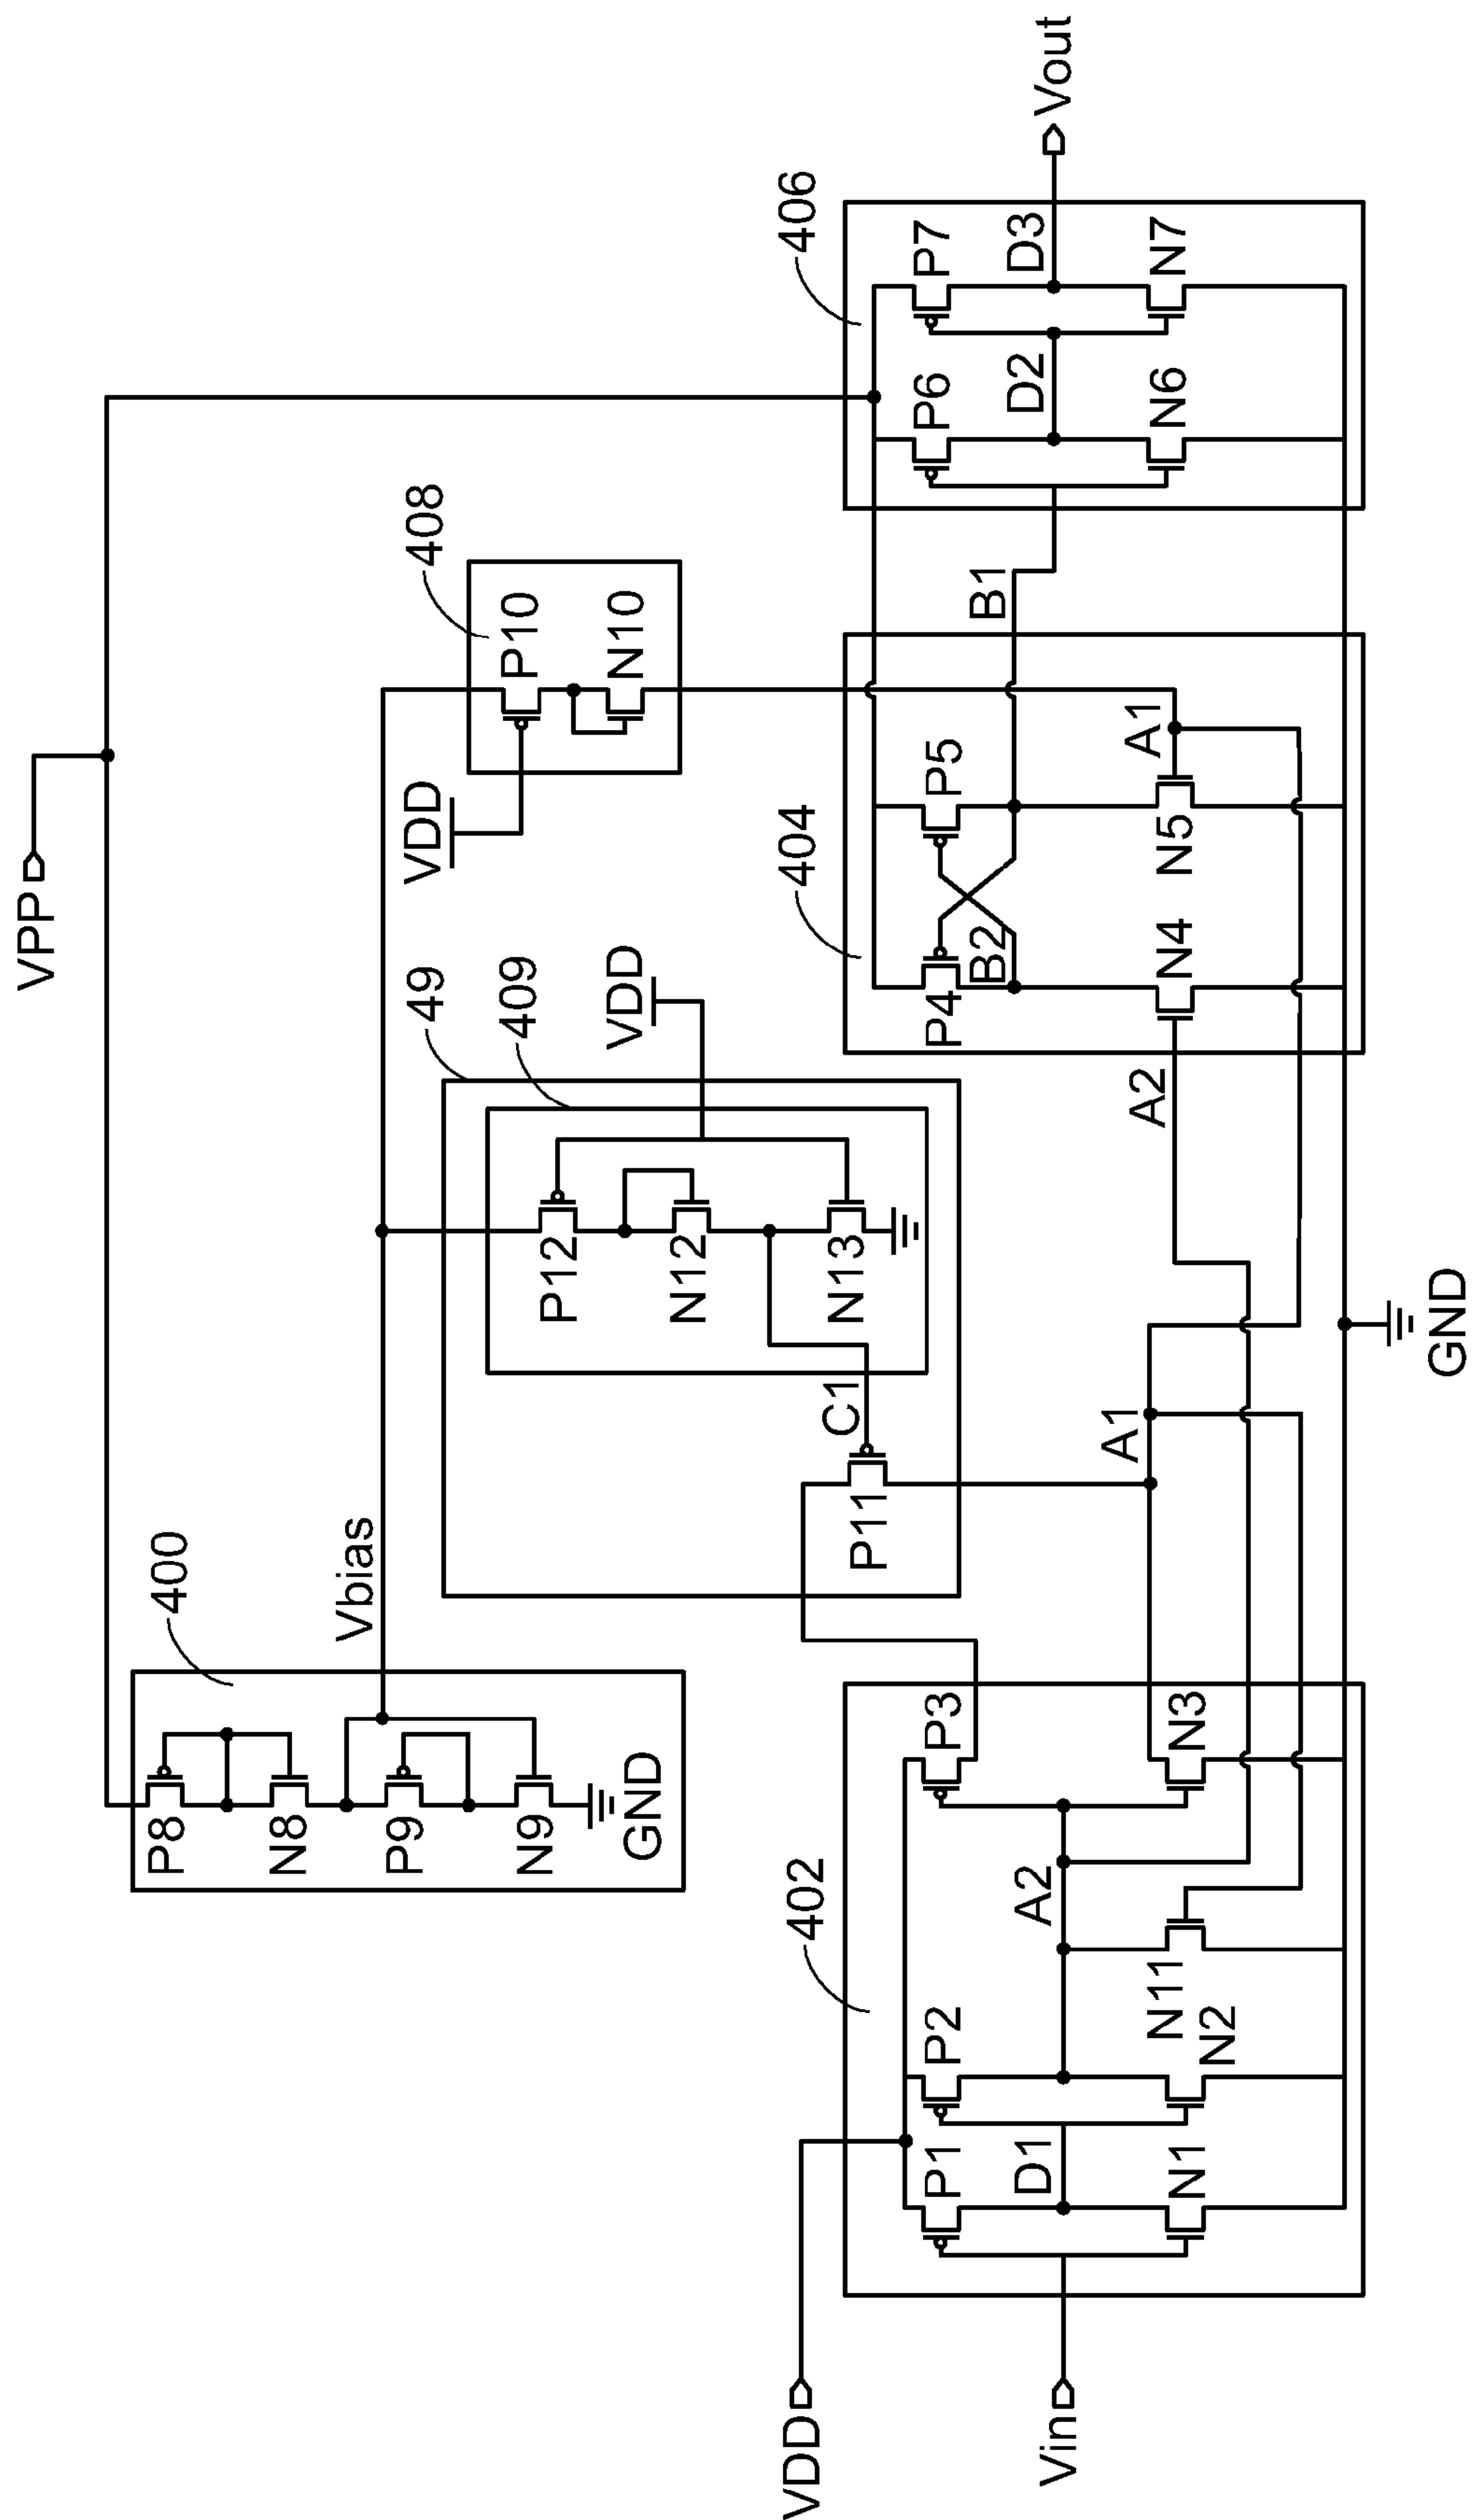 VPP
400
P8
N8
P9
N9
GND
Vbias
49
409
VDD
P12
N12
N13
C1
P11
408
VDD
P10
N10
VDD
Vin
402
P1
D1
N1
P2
N2
N11
A2
P3
N3
A1
A2
GND
404
P4
B2
N4
P5
N5
A1
B1
406
P6
D2
N6
P7
D3
N7
Vout